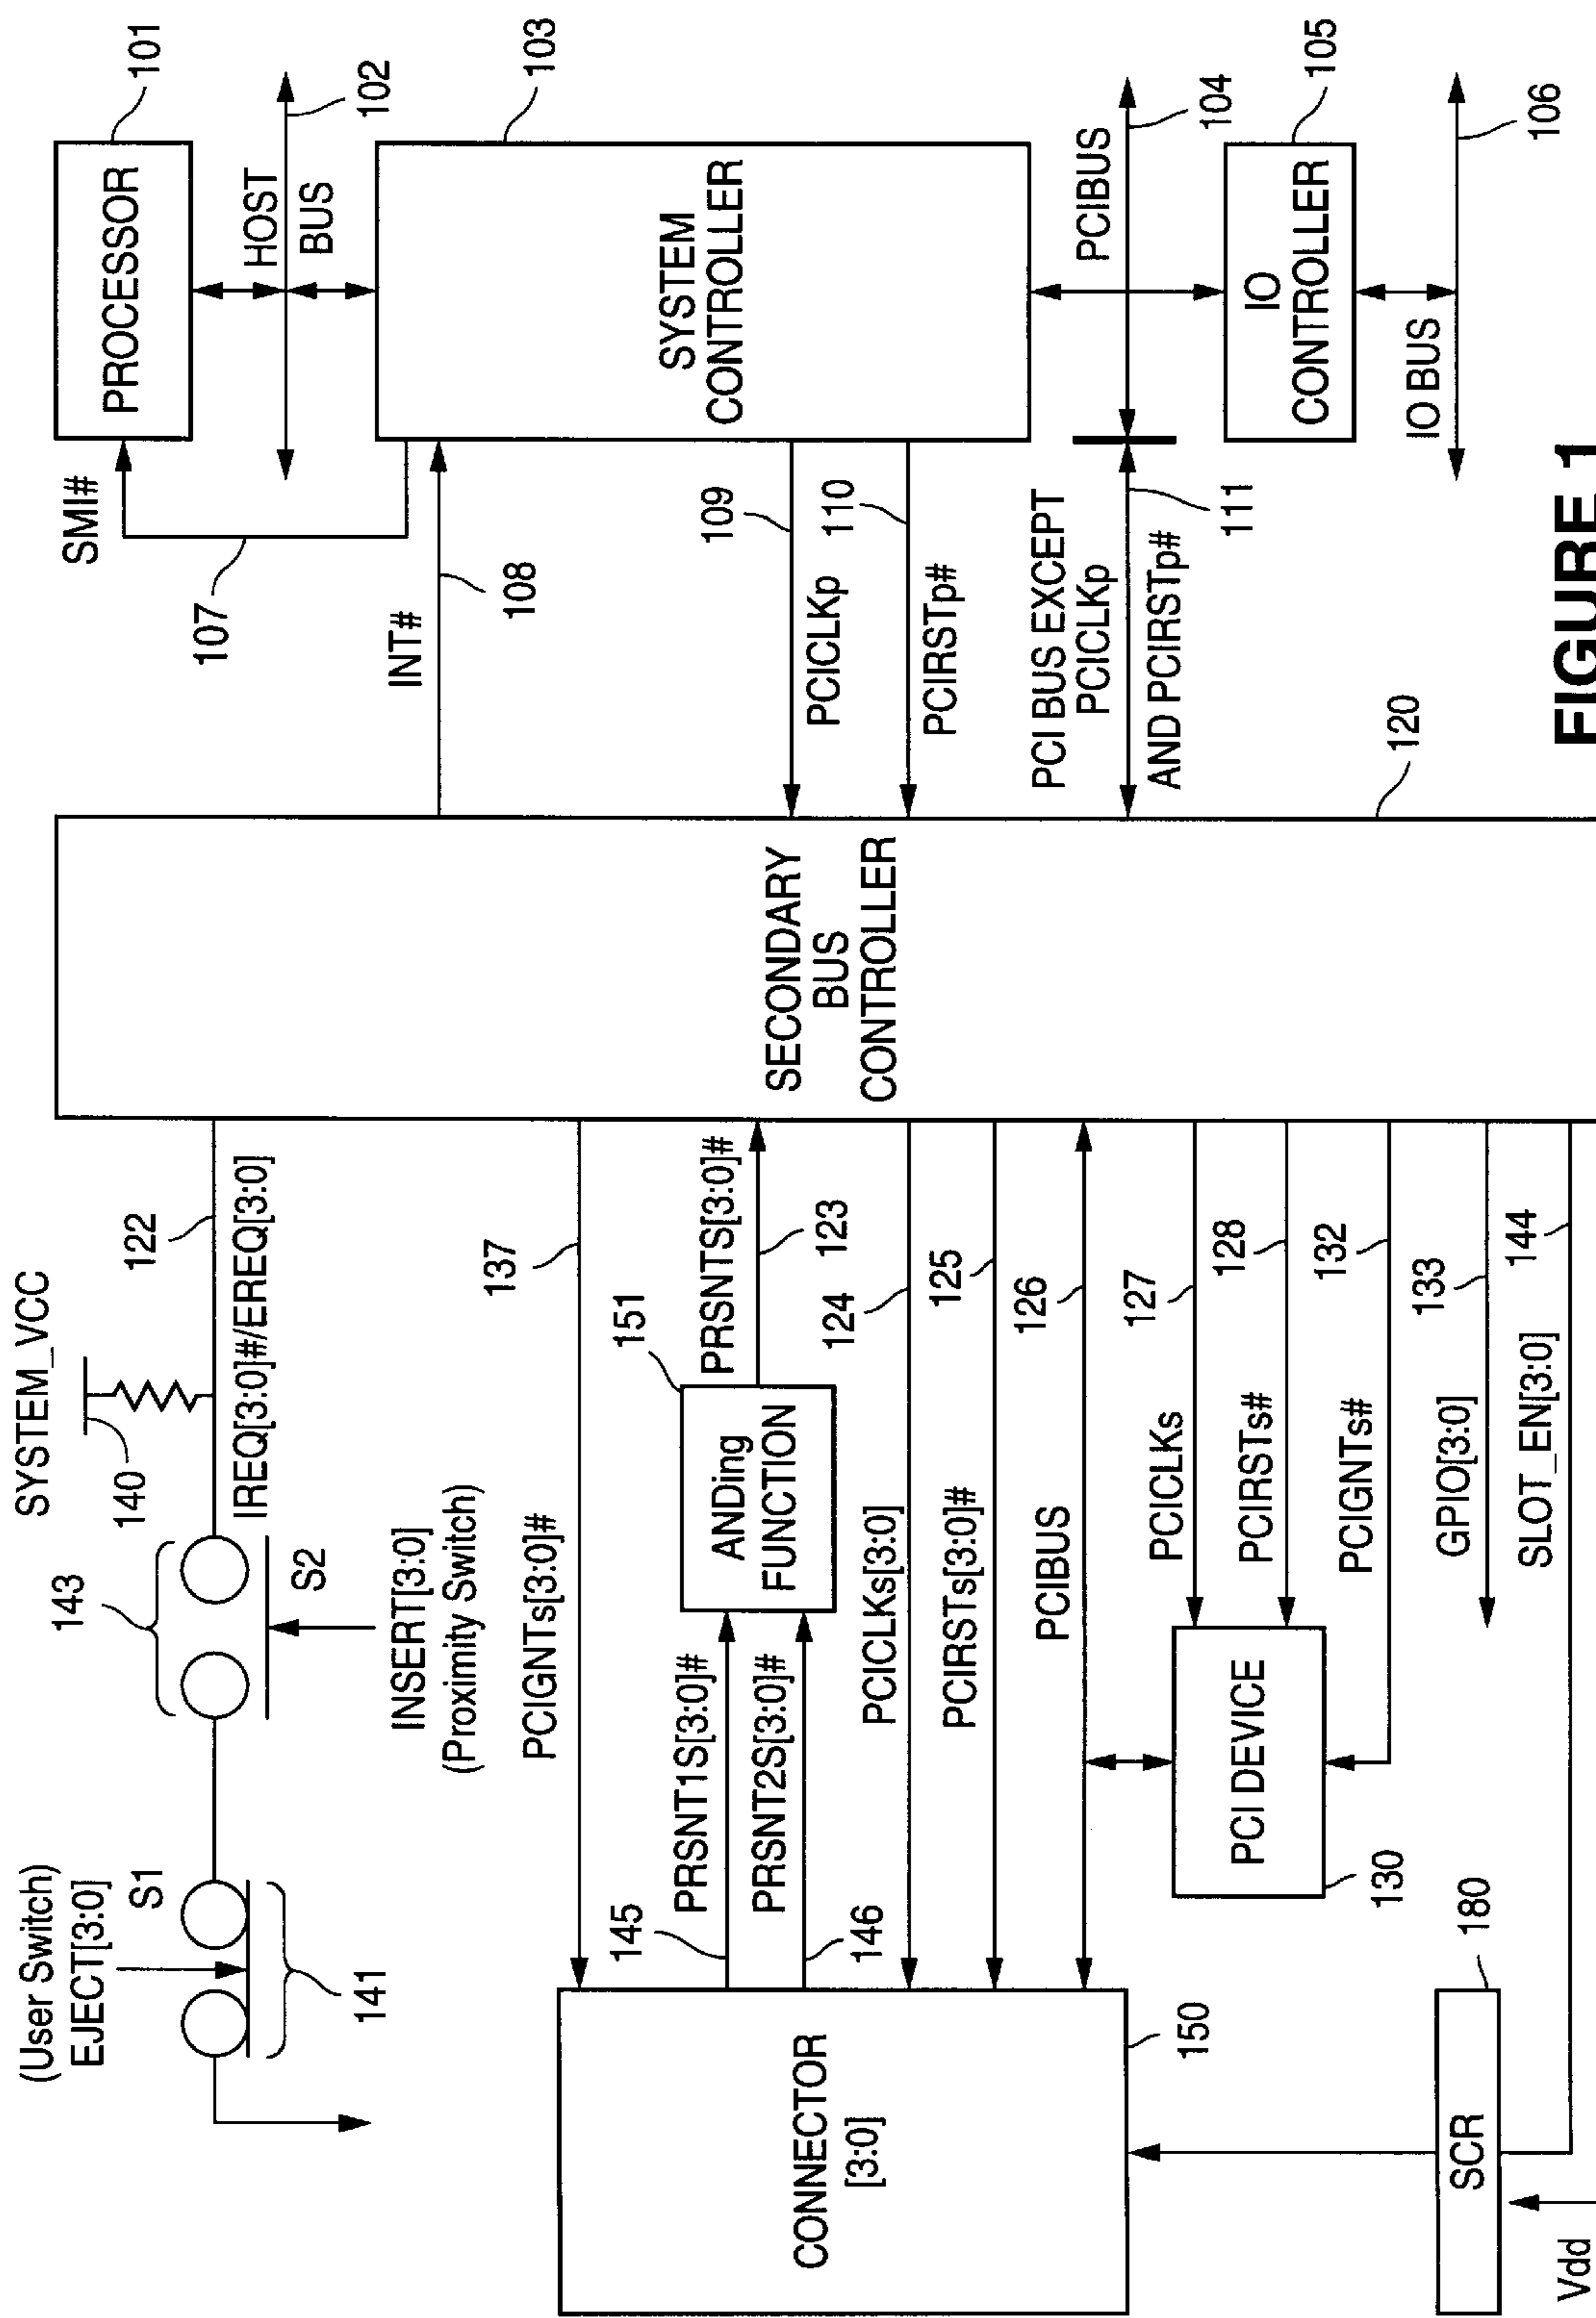 101
PROCESSOR
102
HOST
BUS
103
SYSTEM
CONTROLLER
104
PCIBUS
105
IO
CONTROLLER
106
IO BUS
SMI#
107
INT#
108
109
PCICLKp
110
PCIRSTp#
111
PCI BUS EXCEPT
PCICLKp
AND PCIRSTp#
FIGURE 1
120
SECONDARY
BUS
CONTROLLER
SYSTEM_VCC
140
122
IREQ[3:0]#/EREQ[3:0]
143
S2
INSERT[3:0]
(Proximity Switch)
(User Switch)
EJECT[3:0]
S1
141
137
PCIGNTs[3:0]#
151
ANDing
FUNCTION
PRSNTS[3:0]#
123
145
PRSNT1S[3:0]#
PRSNT2S[3:0]#
146
124
PCICLKs[3:0]
125
PCIRSTs[3:0]#
126
PCIBUS
127
PCICLKs
128
PCIRSTs#
132
PCIGNTs#
133
GPIO[3:0]
144
SLOT_EN[3:0]
PCI DEVICE
130
CONNECTOR
[3:0]
150
180
SCR
Vdd